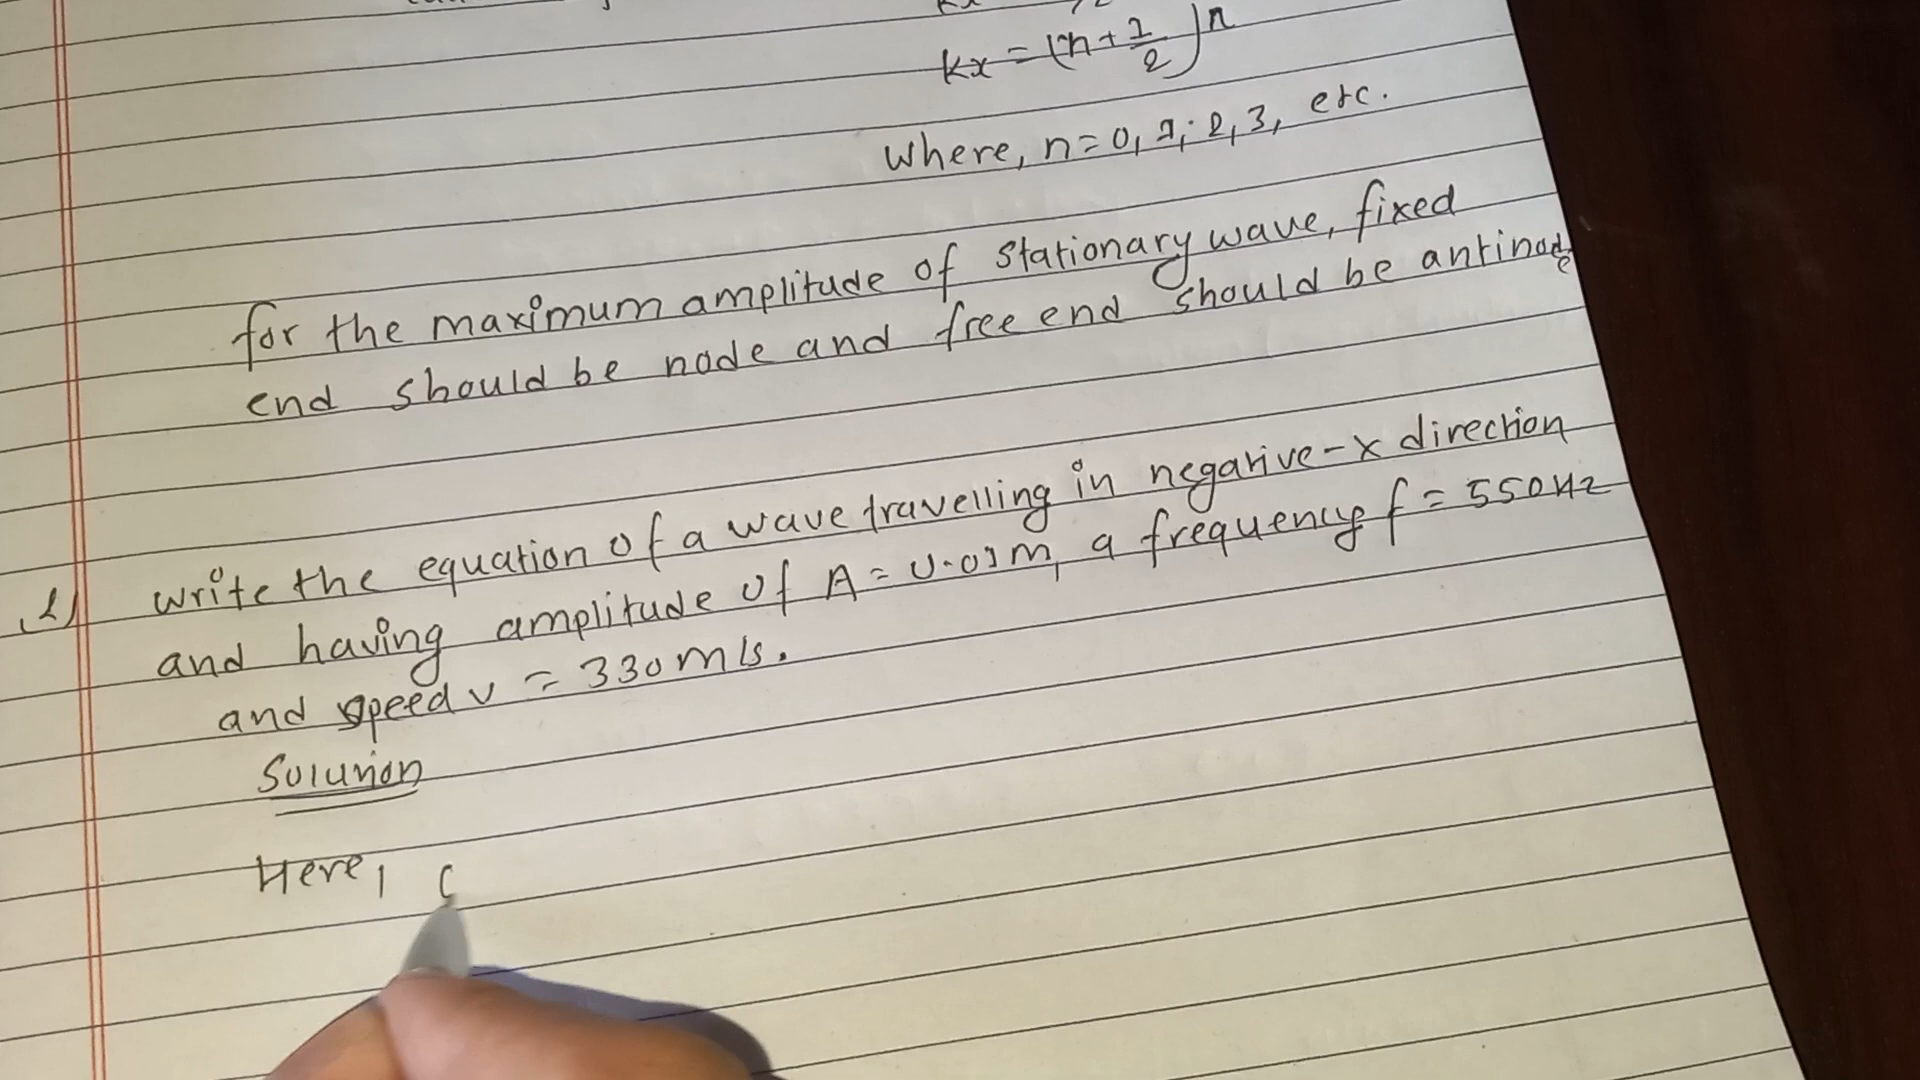 kx = (n + 1/2)π
Where, n = 0, 1, 2, 3, etc.
for the maximum amplitude of stationary wave, fixed
end should be node and free end should be antinode
write the equation of a wave travelling in negative-x direction
and having amplitude of A = 0.01m, a frequency f = 550Hz
and speed v = 330m/s.
Solution
Here,